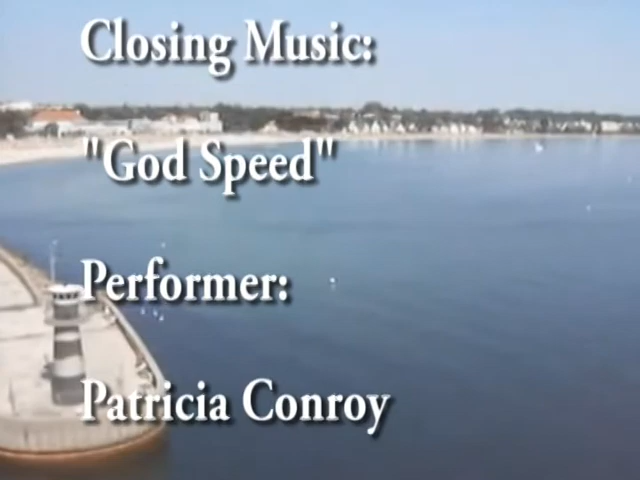 Closing Music:
"God Speed"
Performer:
Patricia Conroy